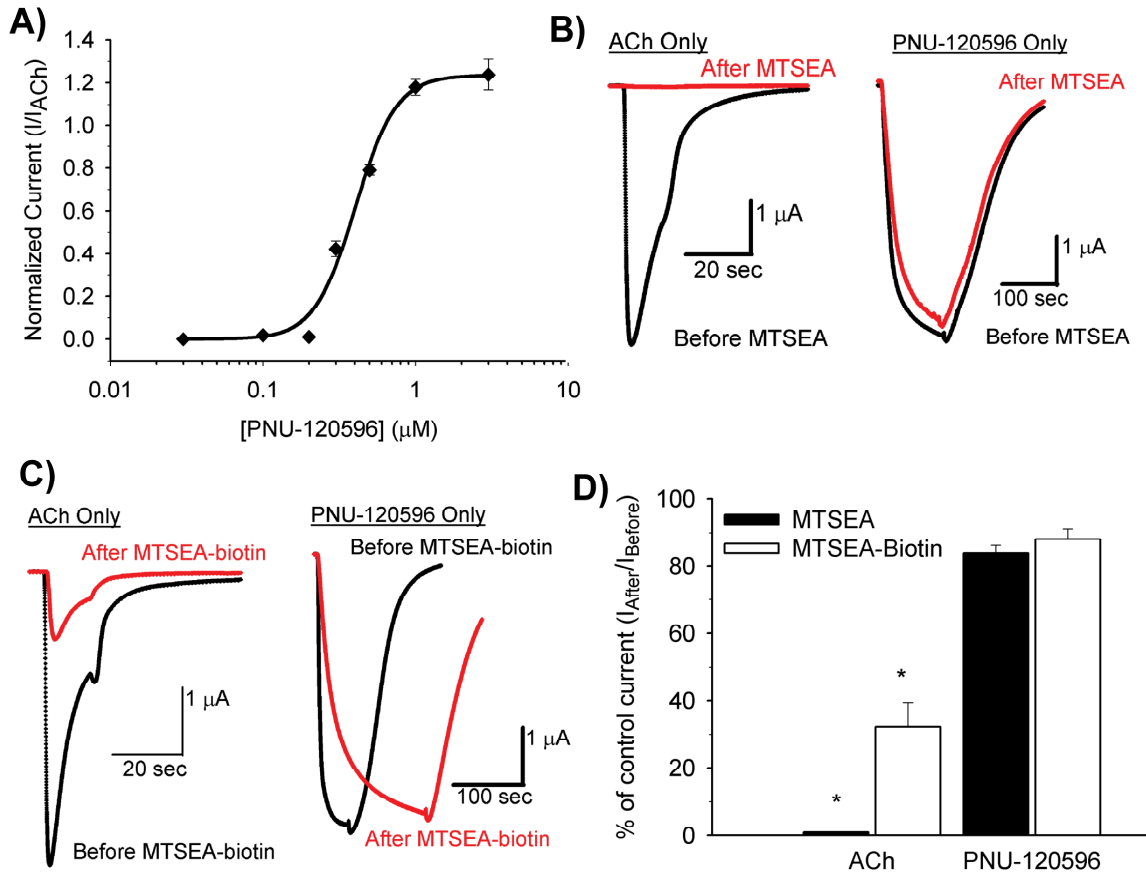 A)
1.4
1.2
1.0
0.8
0.6
0.4
0.2
0.0
Normalized Current (I/IACh)
0.01
0.1
1
10
[PNU-120596] (μM)
B)
ACh Only
After MTSEA
1 μA
20 sec
Before MTSEA
PNU-120596 Only
After MTSEA
1 μA
100 sec
Before MTSEA
C)
ACh Only
After MTSEA-biotin
1 μA
20 sec
Before MTSEA-biotin
PNU-120596 Only
Before MTSEA-biotin
1 μA
100 sec
After MTSEA-biotin
D)
% of control current (IAfter/IBefore)
100
80
60
40
20
0
MTSEA
MTSEA-Biotin
*
*
ACh
PNU-120596